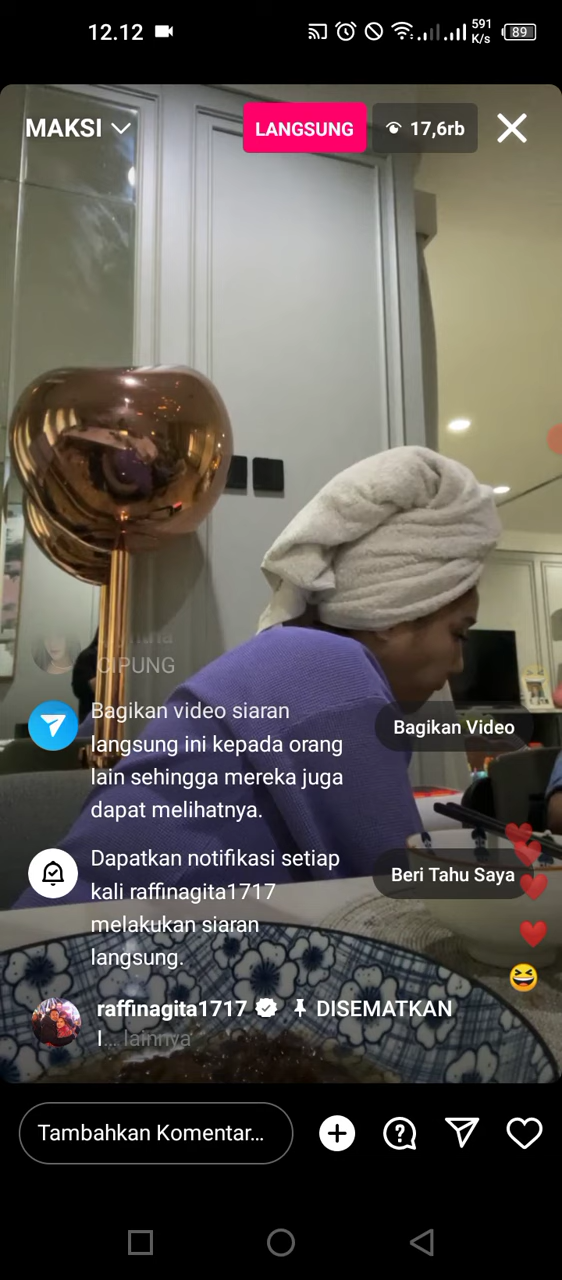 12.12
591
K/s
89
MAKSI
LANGSUNG
17,6rb
CIPUNG
Bagikan video siaran
langsung ini kepada orang
lain sehingga mereka juga
dapat melihatnya.
Bagikan Video
Dapatkan notifikasi setiap
kali raffinagita1717
melakukan siaran
langsung.
Beri Tahu Saya
raffinagita1717 DISEMATKAN
I... lainnya
Tambahkan Komentar...